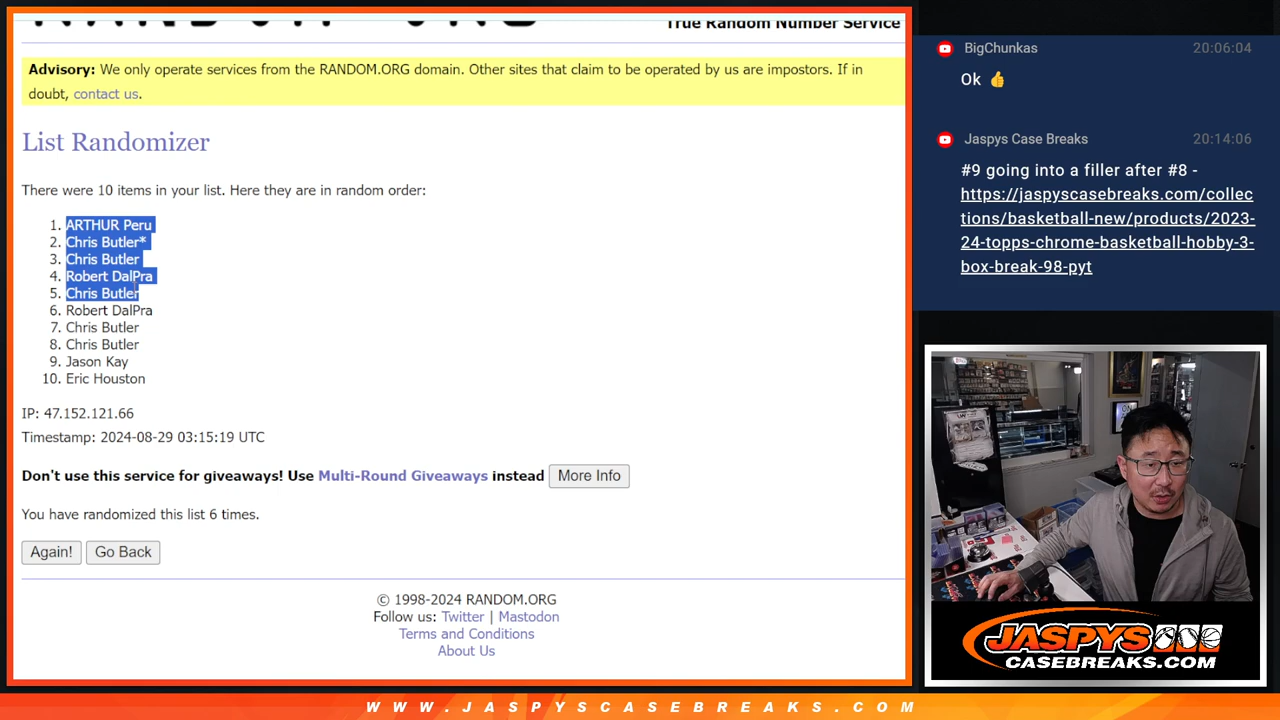 True Random Number Service
Advisory: We only operate services from the RANDOM.ORG domain. Other sites that claim to be operated by us are impostors. If in
doubt, contact us.
List Randomizer
There were 10 items in your list. Here they are in random order:
1. ARTHUR Peru
2. Chris Butler*
3. Chris Butler
4. Robert DalPra
5. Chris Butler
6. Robert DalPra
7. Chris Butler
8. Chris Butler
9. Jason Kay
10. Eric Houston
IP: 47.152.121.66
Timestamp: 2024-08-29 03:15:19 UTC
Don't use this service for giveaways! Use Multi-Round Giveaways instead More Info
You have randomized this list 6 times.
Again! Go Back
© 1998-2024 RANDOM.ORG
Follow us: Twitter | Mastodon
Terms and Conditions
About Us
BigChunkas 20:06:04
Ok 👍
Jaspys Case Breaks 20:14:06
#9 going into a filler after #8 -
https://jaspyscasebreaks.com/collec
tions/basketball-new/products/2023-
24-topps-chrome-basketball-hobby-3-
box-break-98-pyt
JASPYS
CASEBREAKS.COM
WWW.JASPYSCASEBREAKS.COM